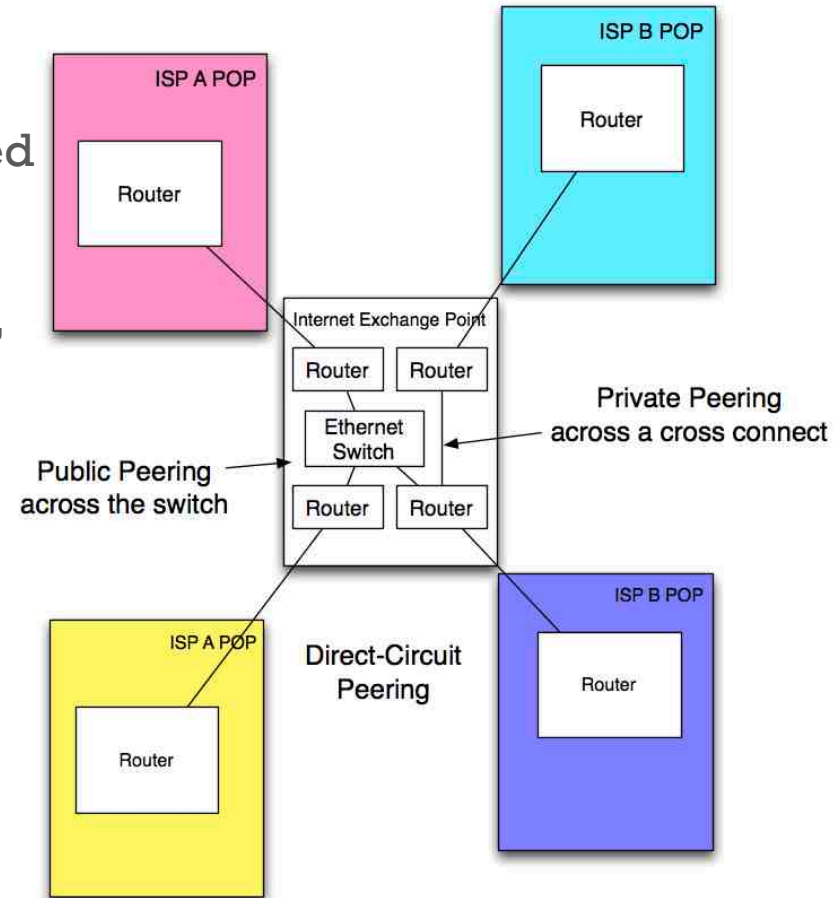 ISP B POP
Router
ISP A POP
Router
Internet Exchange Point
Router
Router
Ethernet
Switch
Private Peering
across a cross connect
Public Peering
across the switch
Router
Router
ISP A POP
Router
Direct-Circuit
Peering
ISP B POP
Router